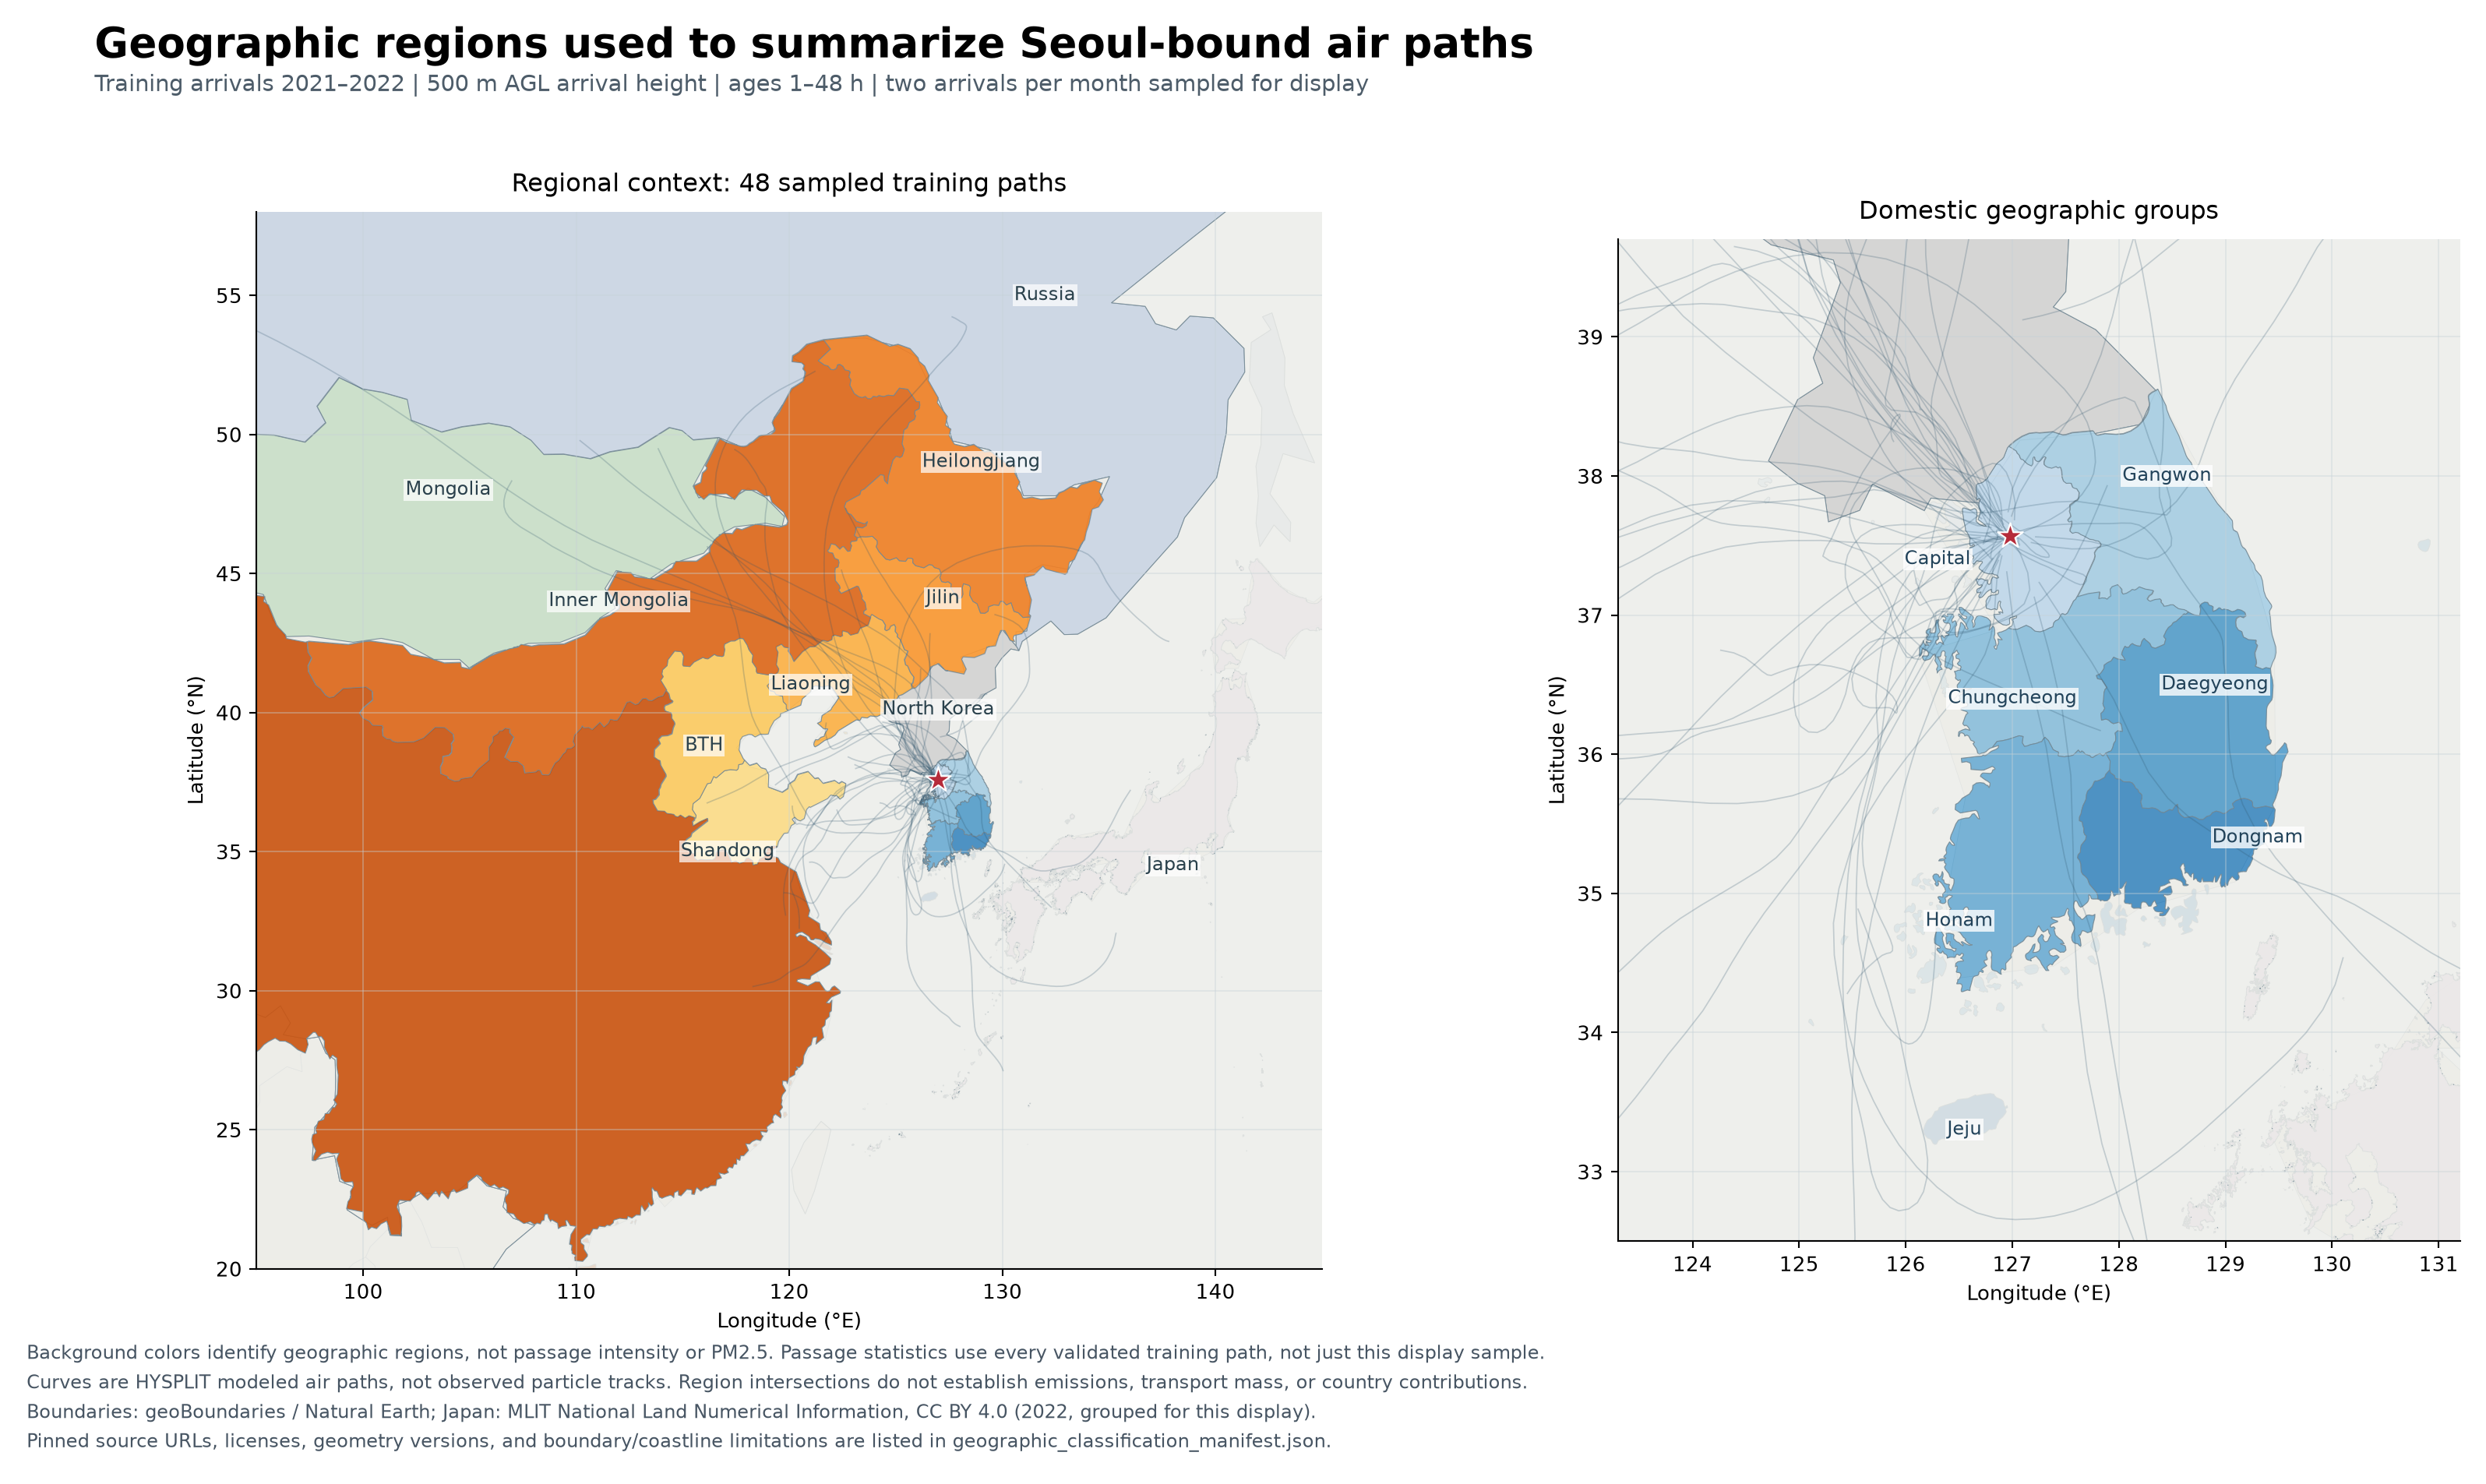 Geographic regions used to summarize Seoul-bound air paths
Training arrivals 2021–2022 | 500 m AGL arrival height | ages 1–48 h | two arrivals per month sampled for display
Regional context: 48 sampled training paths
Latitude (°N)
55
50
45
40
35
30
25
20
Russia
Heilongjiang
Mongolia
Inner Mongolia
Jilin
Liaoning
North Korea
BTH
Shandong
Japan
100
110
120
130
140
Longitude (°E)
Domestic geographic groups
Latitude (°N)
39
38
37
36
35
34
33
Gangwon
Capital
Daegyeong
Chungcheong
Dongnam
Honam
Jeju
124
125
126
127
128
129
130
131
Longitude (°E)
Background colors identify geographic regions, not passage intensity or PM2.5. Passage statistics use every validated training path, not just this display sample.
Curves are HYSPLIT modeled air paths, not observed particle tracks. Region intersections do not establish emissions, transport mass, or country contributions.
Boundaries: geoBoundaries / Natural Earth; Japan: MLIT National Land Numerical Information, CC BY 4.0 (2022, grouped for this display).
Pinned source URLs, licenses, geometry versions, and boundary/coastline limitations are listed in geographic_classification_manifest.json.